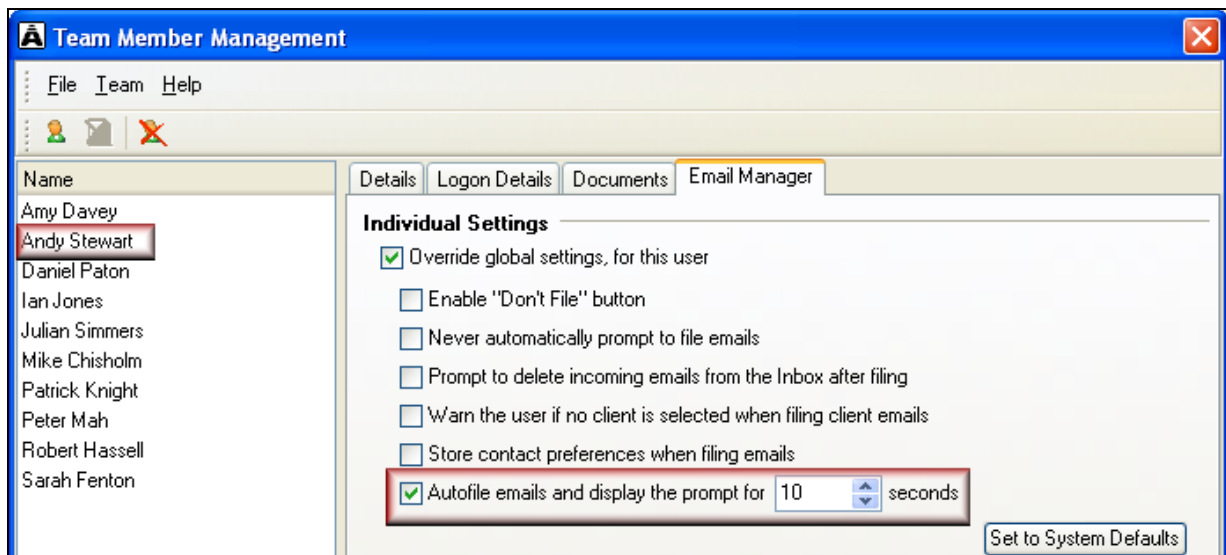 Team Member Management
File Team Help
Name
Amy Davey
Andy Stewart
Daniel Paton
Ian Jones
Julian Simmers
Mike Chisholm
Patrick Knight
Peter Mah
Robert Hassell
Sarah Fenton
Details Logon Details Documents Email Manager
Individual Settings
Override global settings, for this user
Enable "Don't File" button
Never automatically prompt to file emails
Prompt to delete incoming emails from the Inbox after filing
Warn the user if no client is selected when filing client emails
Store contact preferences when filing emails
Autofile emails and display the prompt for 10 seconds
Set to System Defaults